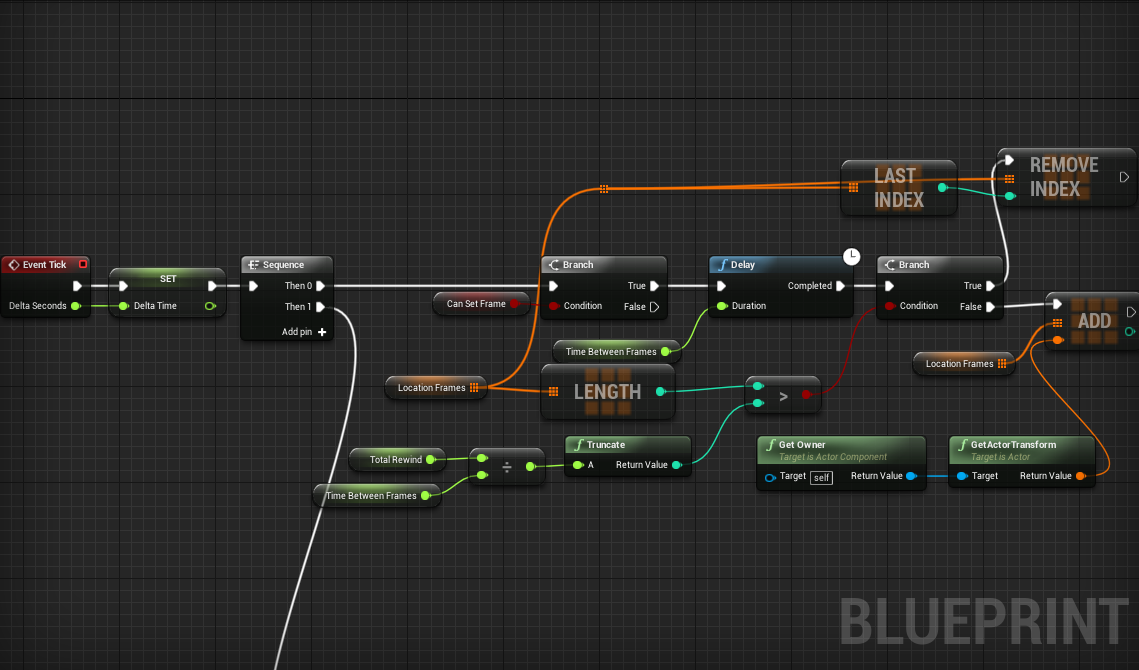 LAST
INDEX
REMOVE
INDEX
Event Tick
Delta Seconds
SET
Delta Time
Sequence
Then 0
Then 1
Add pin
Can Set Frame
Branch
True
Condition
False
Delay
Completed
Duration
Branch
True
Condition
False
ADD
Time Between Frames
Location Frames
Location Frames
LENGTH
>
Total Rewind
Time Between Frames
÷
Truncate
A
Return Value
Get Owner
Target is Actor Component
Target
self
Return Value
GetActorTransform
Target is Actor
Target
Return Value
BLUEPRINT